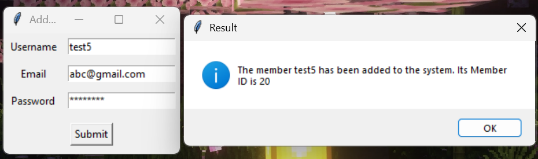 Add...
Result
Username test5
Email abc@gmail.com
Password ********
Submit
The member test5 has been added to the system. Its Member
ID is 20
OK